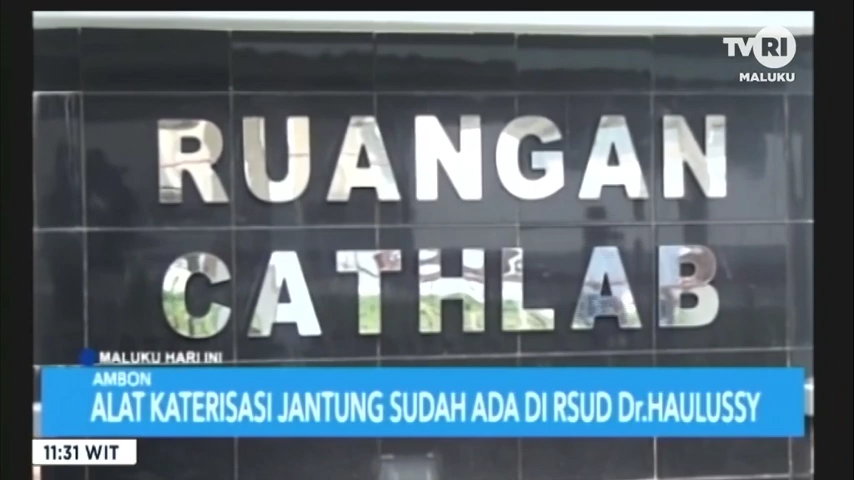 TVRI
MALUKU
RUANGAN
CATHLAB
MALUKU HARI INI
AMBON
ALAT KATERISASI JANTUNG SUDAH ADA DI RSUD Dr.HAULUSSY
11:31 WIT